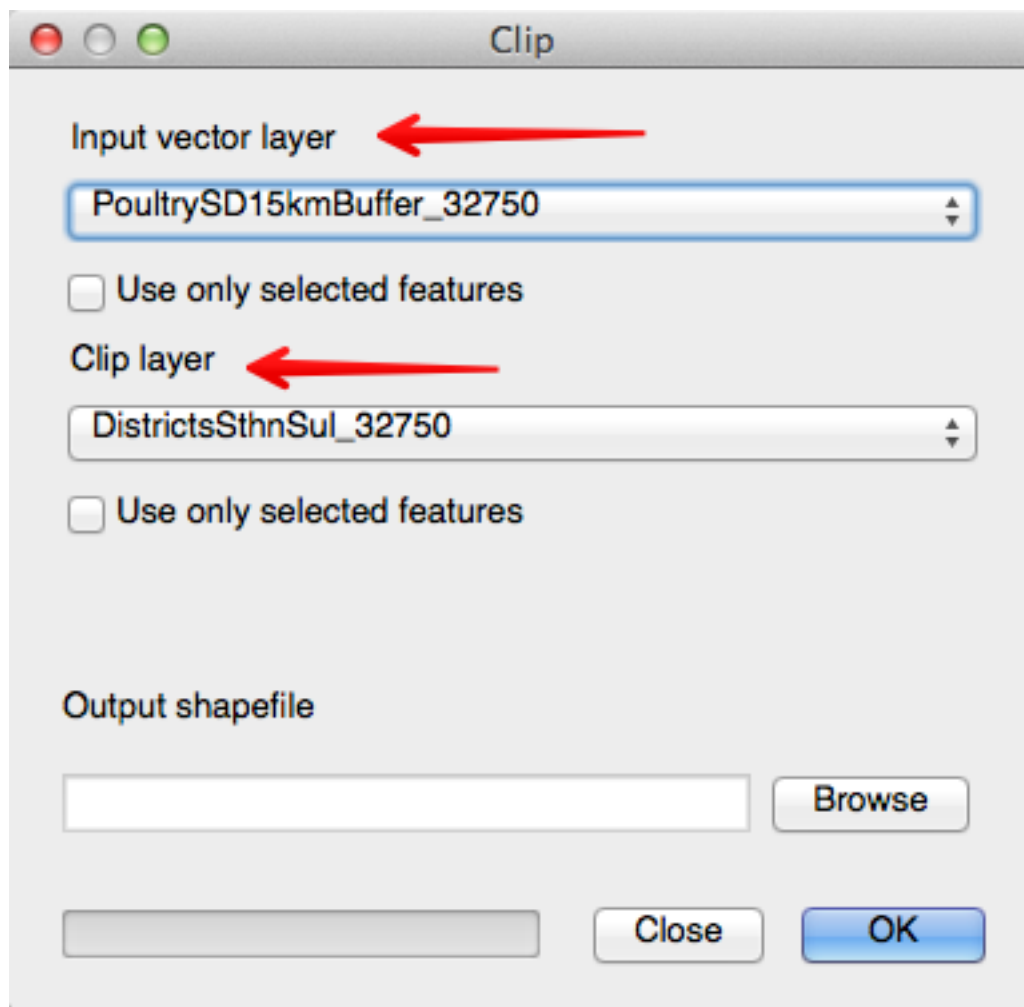 Clip
Input vector layer
PoultrySD15kmBuffer_32750
Use only selected features
Clip layer
DistrictsSthnSul_32750
Use only selected features
Output shapefile
Browse
Close
OK